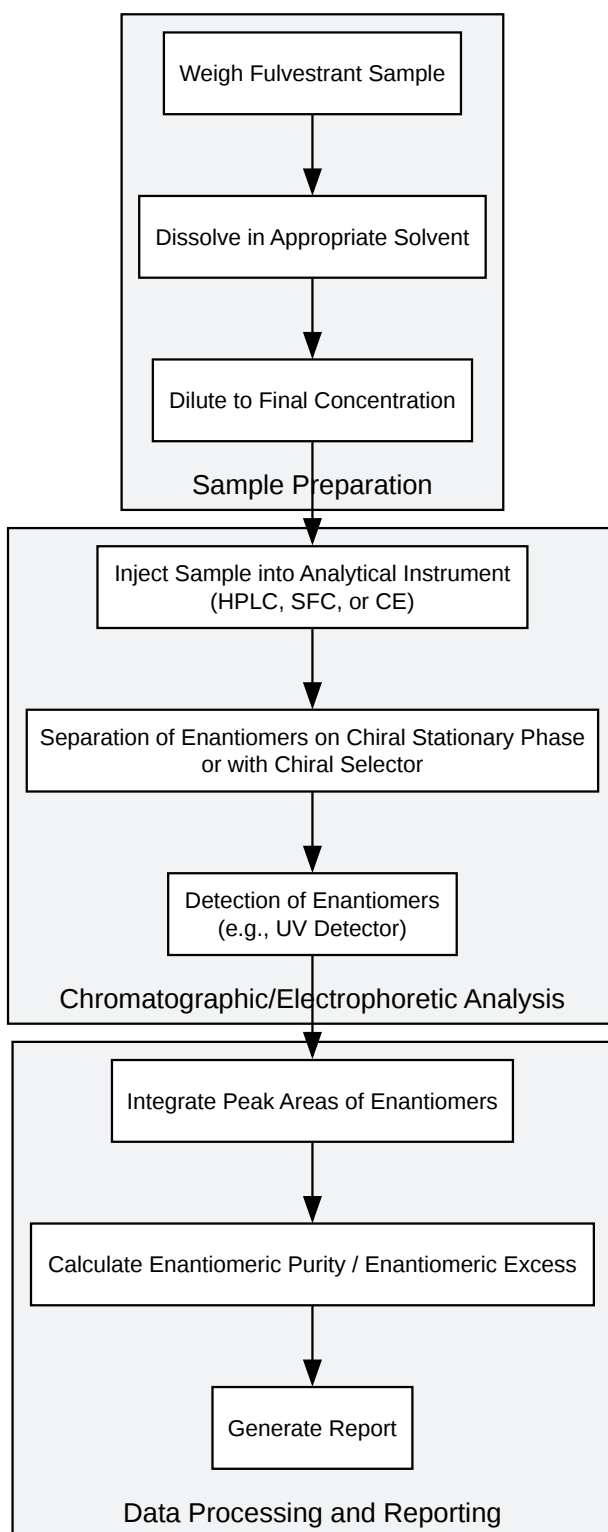 Weigh Fulvestrant Sample
Dissolve in Appropriate Solvent
Dilute to Final Concentration
Sample Preparation
Inject Sample into Analytical Instrument
(HPLC, SFC, or CE)
Separation of Enantiomers on Chiral Stationary Phase
or with Chiral Selector
Detection of Enantiomers
(e.g., UV Detector)
Chromatographic/Electrophoretic Analysis
Integrate Peak Areas of Enantiomers
Calculate Enantiomeric Purity / Enantiomeric Excess
Generate Report
Data Processing and Reporting